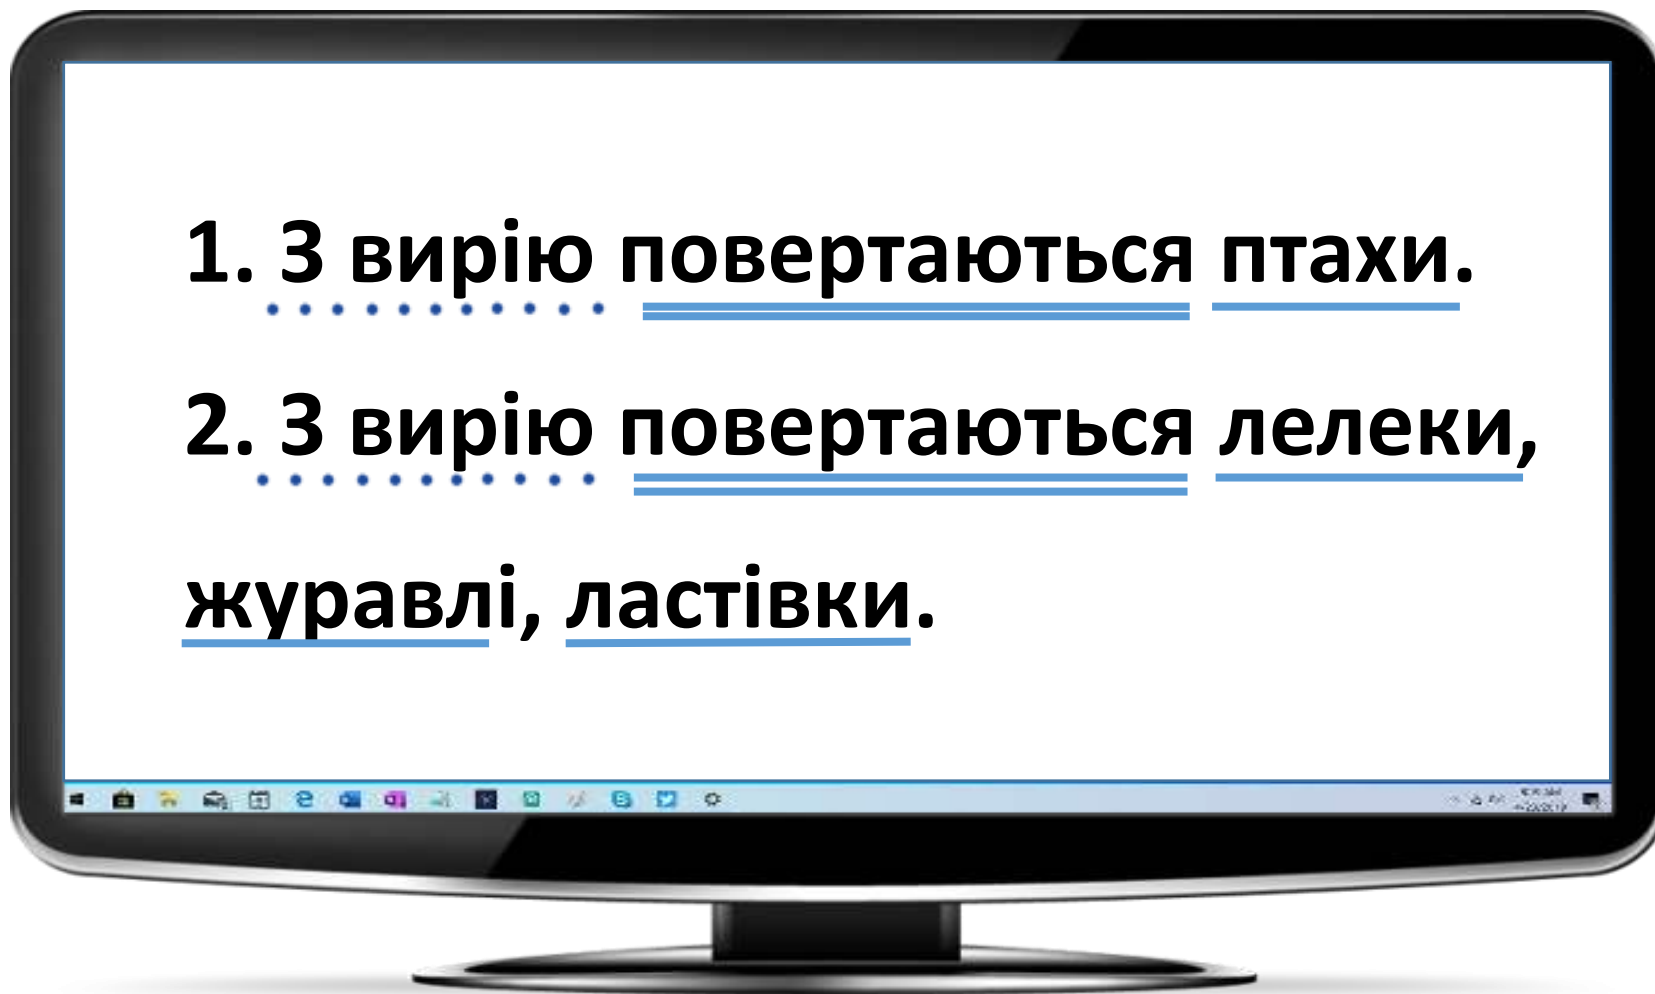 1. З вирію повертаються птахи.
2. З вирію повертаються лелеки,
журавлі, ластівки.